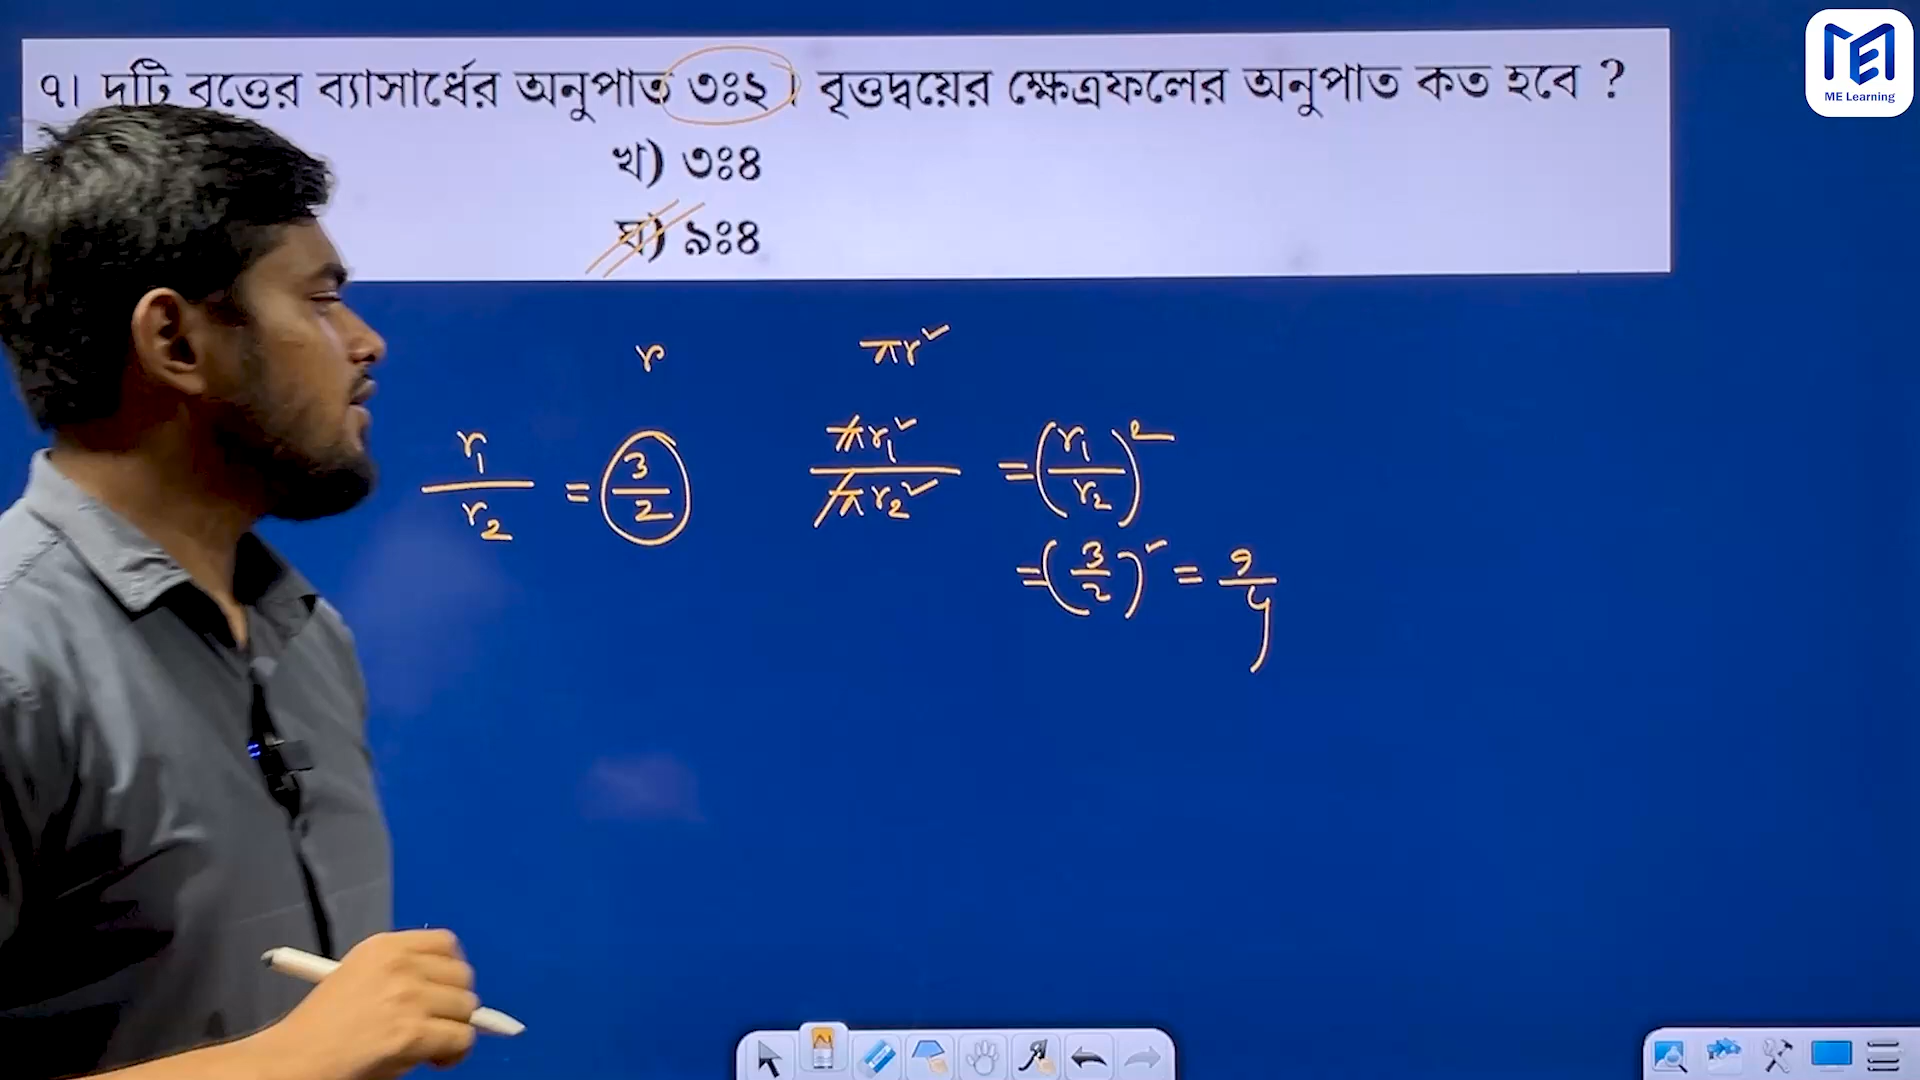 ME Learning
৭। দুটি বৃত্তের ব্যাসার্ধের অনুপাত ৩ঃ২। বৃত্তদ্বয়ের ক্ষেত্রফলের অনুপাত কত হবে ?
খ) ৩ঃ৪
ঘ) ৯ঃ৪
r πr²
r₁/r₂ = 3/2 πr₁²/πr₂² = (r₁/r₂)²
= (3/2)² = 9/4